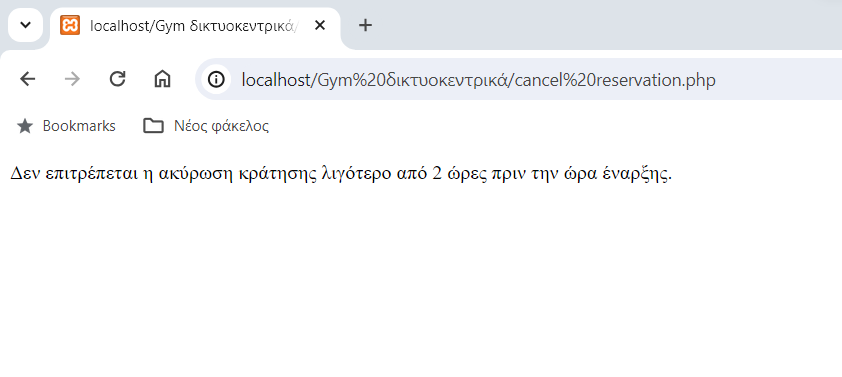 localhost/Gym δικτυοκεντρικά/
localhost/Gym%20δικτυοκεντρικά/cancel%20reservation.php
Bookmarks Νέος φάκελος
Δεν επιτρέπεται η ακύρωση κράτησης λιγότερο από 2 ώρες πριν την ώρα έναρξης.